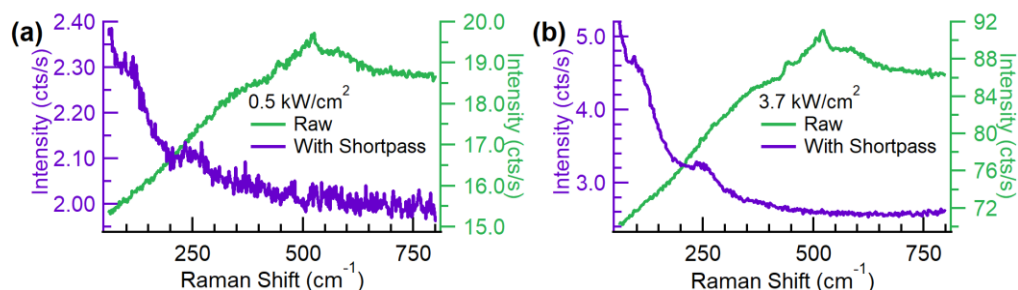 (a)
2.40
2.30
2.20
2.10
2.00
Intensity (cts/s)
0.5 kW/cm²
Raw
With Shortpass
20.0
19.0
18.0
17.0
16.0
15.0
Intensity (cts/s)
250
500
750
Raman Shift (cm⁻¹)
(b)
5.0
4.0
3.0
Intensity (cts/s)
3.7 kW/cm²
Raw
With Shortpass
92
88
84
80
76
72
Intensity (cts/s)
250
500
750
Raman Shift (cm⁻¹)